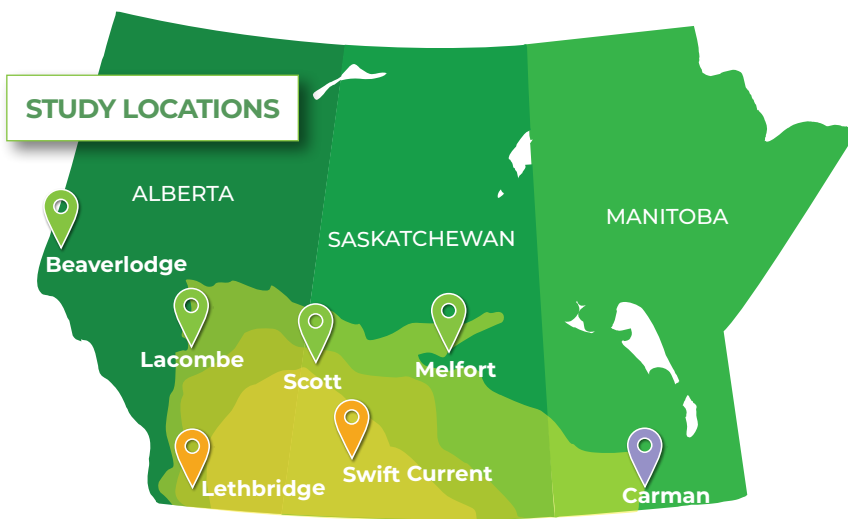 STUDY LOCATIONS
ALBERTA
SASKATCHEWAN
MANITOBA
Beaverlodge
Lacombe
Scott
Melfort
Lethbridge
Swift Current
Carman